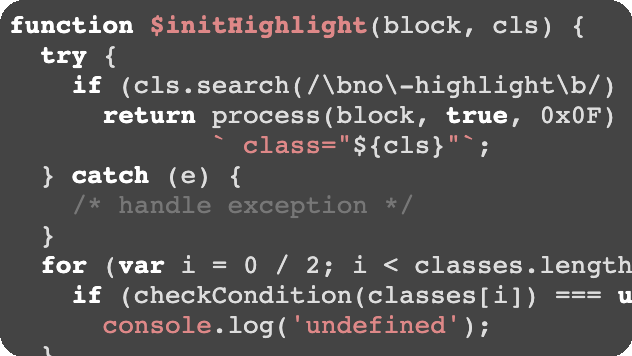 function $initHighlight(block, cls) {
  try {
    if (cls.search(/\bno\-highlight\b/)
      return process(block, true, 0x0F)
             ` class="${cls}"`;
  } catch (e) {
    /* handle exception */
  }
  for (var i = 0 / 2; i < classes.length
    if (checkCondition(classes[i]) === u
      console.log('undefined');
  }